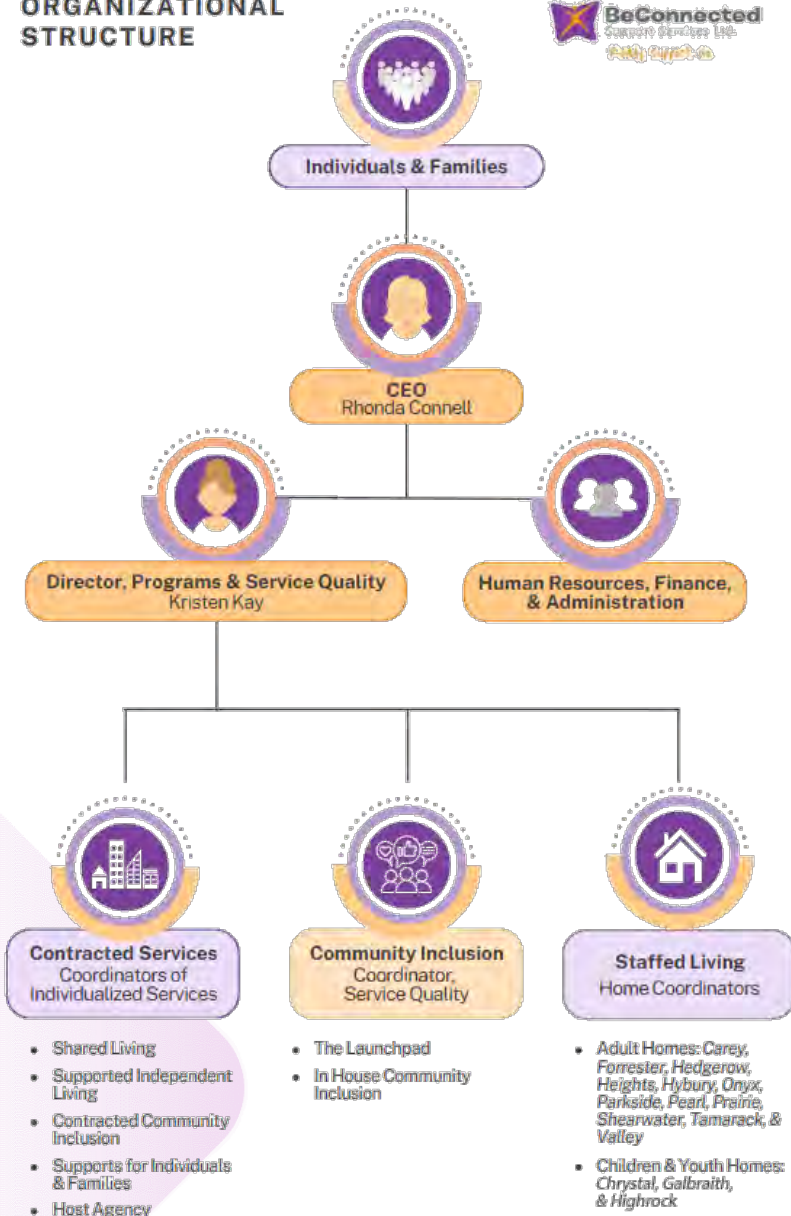 ORGANIZATIONAL
STRUCTURE
BeConnected
Support Services Ltd.
Individuals & Families
CEO
Rhonda Connell
Director, Programs & Service Quality
Kristen Kay
Human Resources, Finance,
& Administration
Contracted Services
Coordinators of
Individualized Services
• Shared Living
• Supported Independent
Living
• Contracted Community
Inclusion
• Supports for Individuals
& Families
• Host Agency
Community Inclusion
Coordinator,
Service Quality
• The Launchpad
• In House Community
Inclusion
Staffed Living
Home Coordinators
• Adult Homes: Carey,
Forrester, Hedgerow,
Heights, Hybury, Onyx,
Parkside, Pearl, Prairie,
Shearwater, Tamarack, &
Valley
• Children & Youth Homes:
Chrystal, Galbraith,
& Highrock